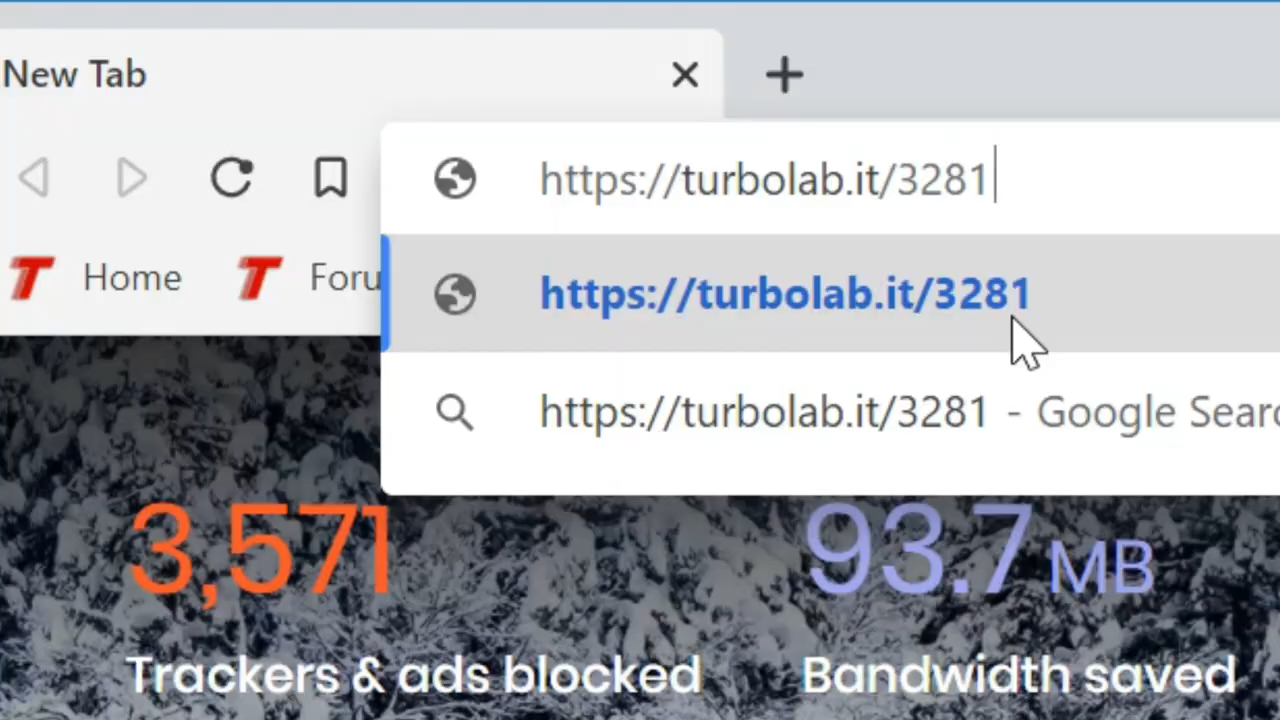 New Tab
https://turbolab.it/3281
Home
https://turbolab.it/3281
https://turbolab.it/3281 - Google
3,571
93.7 MB
Trackers & ads blocked
Bandwidth saved